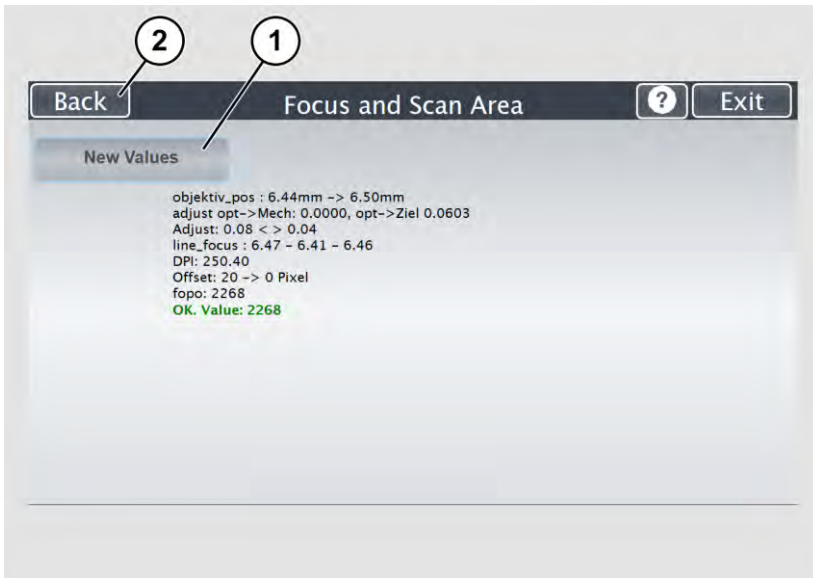 2 1
Back Focus and Scan Area ? Exit
New Values
objektiv_pos : 6.44mm -> 6.50mm
adjust opt->Mech: 0.0000, opt->Ziel 0.0603
Adjust: 0.08 < > 0.04
line_focus : 6.47 - 6.41 - 6.46
DPI: 250.40
Offset: 20 -> 0 Pixel
fopo: 2268
OK. Value: 2268